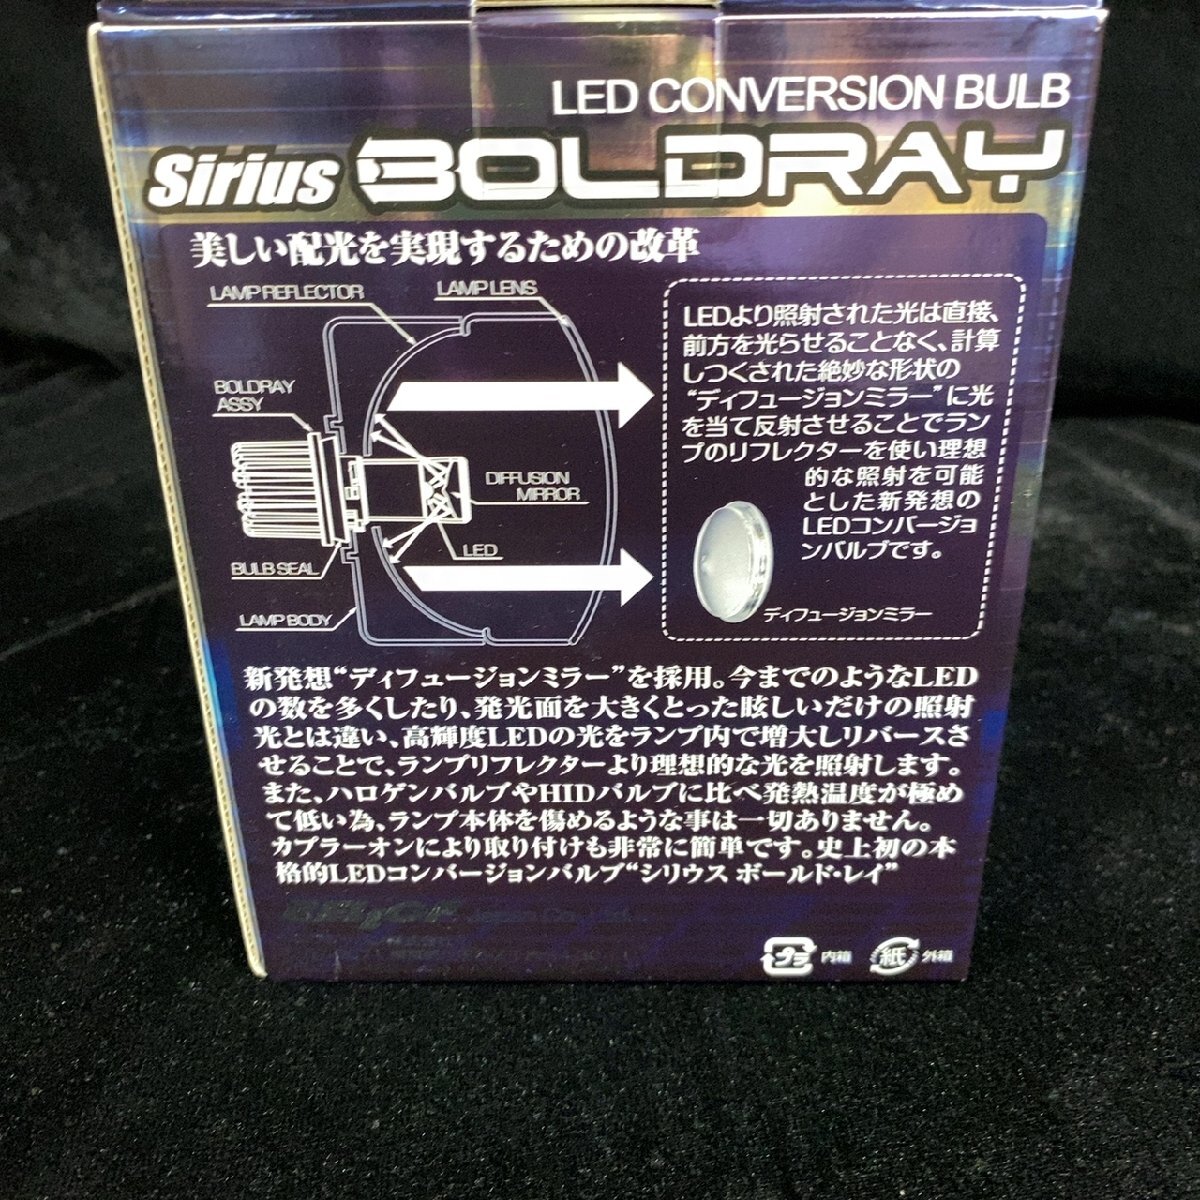 LED CONVERSION BULB
Sirius BOLDRAY
美しい配光を実現するための改革
LAMP REFLECTOR
LAMP LENS
BOLDRAY
ASSY
DIFFUSION
MIRROR
LED
BULB SEAL
LAMP BODY
LEDより照射された光は直接、
前方を光らせることなく、計算
しつくされた絶妙な形状の
“ディフュージョンミラー”に光
を当て反射させることでラン
プのリフレクターを使い理想
的な照射を可能
とした新発想の
LEDコンバージョ
ンバルブです。
ディフュージョンミラー
新発想“ディフュージョンミラー”を採用。今までのようなLED
の数を多くしたり、発光面を大きくとった眩しいだけの照射
光とは違い、高輝度LEDの光をランプ内で増大しリバースさ
せることで、ランプリフレクターより理想的な光を照射します。
また、ハロゲンバルブやHIDバルブに比べ発熱温度が極め
て低い為、ランプ本体を傷めるような事は一切ありません。
カプラーオンにより取り付けも非常に簡単です。史上初の本
格的LEDコンバージョンバルブ“シリウス ボールド・レイ”
プラ 内箱 紙 外箱